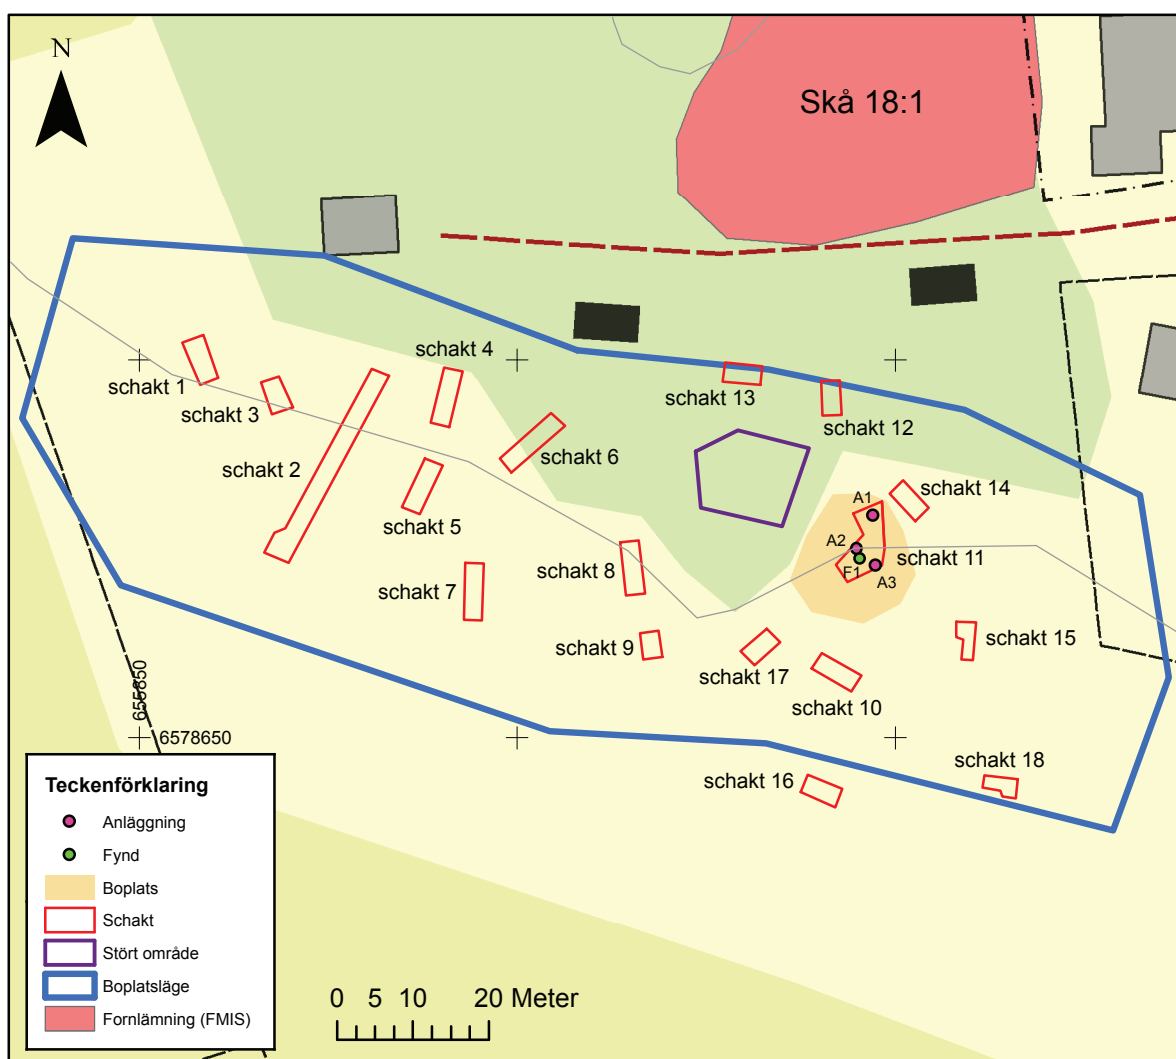 N
Skå 18:1
schakt 4
schakt 1
schakt 3
schakt 13
schakt 12
schakt 2
schakt 6
schakt 14
schakt 5
A1
A2
schakt 11
F1
A3
schakt 8
schakt 7
schakt 9
schakt 17
schakt 15
schakt 10
655850
6578650
schakt 16
schakt 18
Teckenförklaring
Anläggning
Fynd
Boplats
Schakt
Stört område
Boplatsläge
Fornlämning (FMIS)
0 5 10 20 Meter